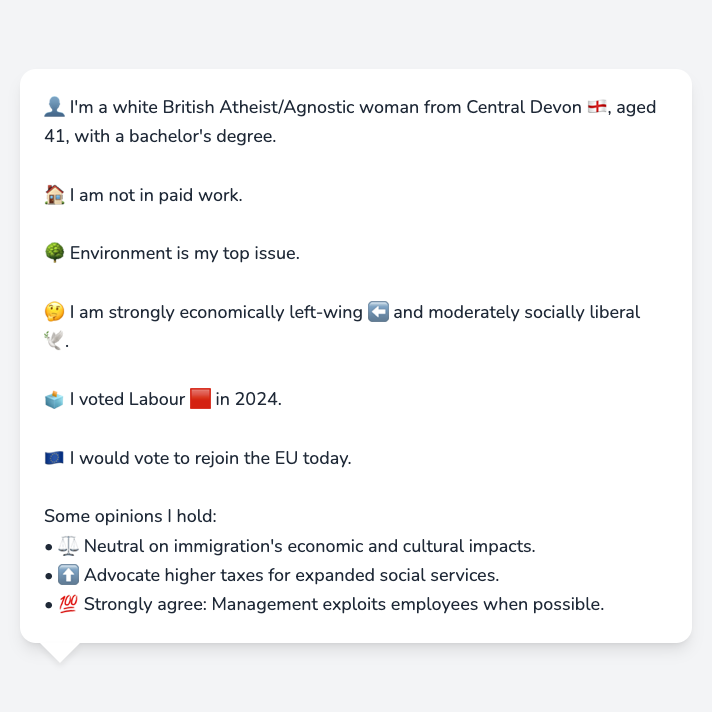 👤 I'm a white British Atheist/Agnostic woman from Central Devon 🏴󠁧󠁢󠁥󠁮󠁧󠁿, aged
41, with a bachelor's degree.
🏠 I am not in paid work.
🌳 Environment is my top issue.
🤔 I am strongly economically left-wing ⬅️ and moderately socially liberal
🕊️.
🗳️ I voted Labour 🟥 in 2024.
🇪🇺 I would vote to rejoin the EU today.
Some opinions I hold:
• ⚖️ Neutral on immigration's economic and cultural impacts.
• ⬆️ Advocate higher taxes for expanded social services.
• 💯 Strongly agree: Management exploits employees when possible.